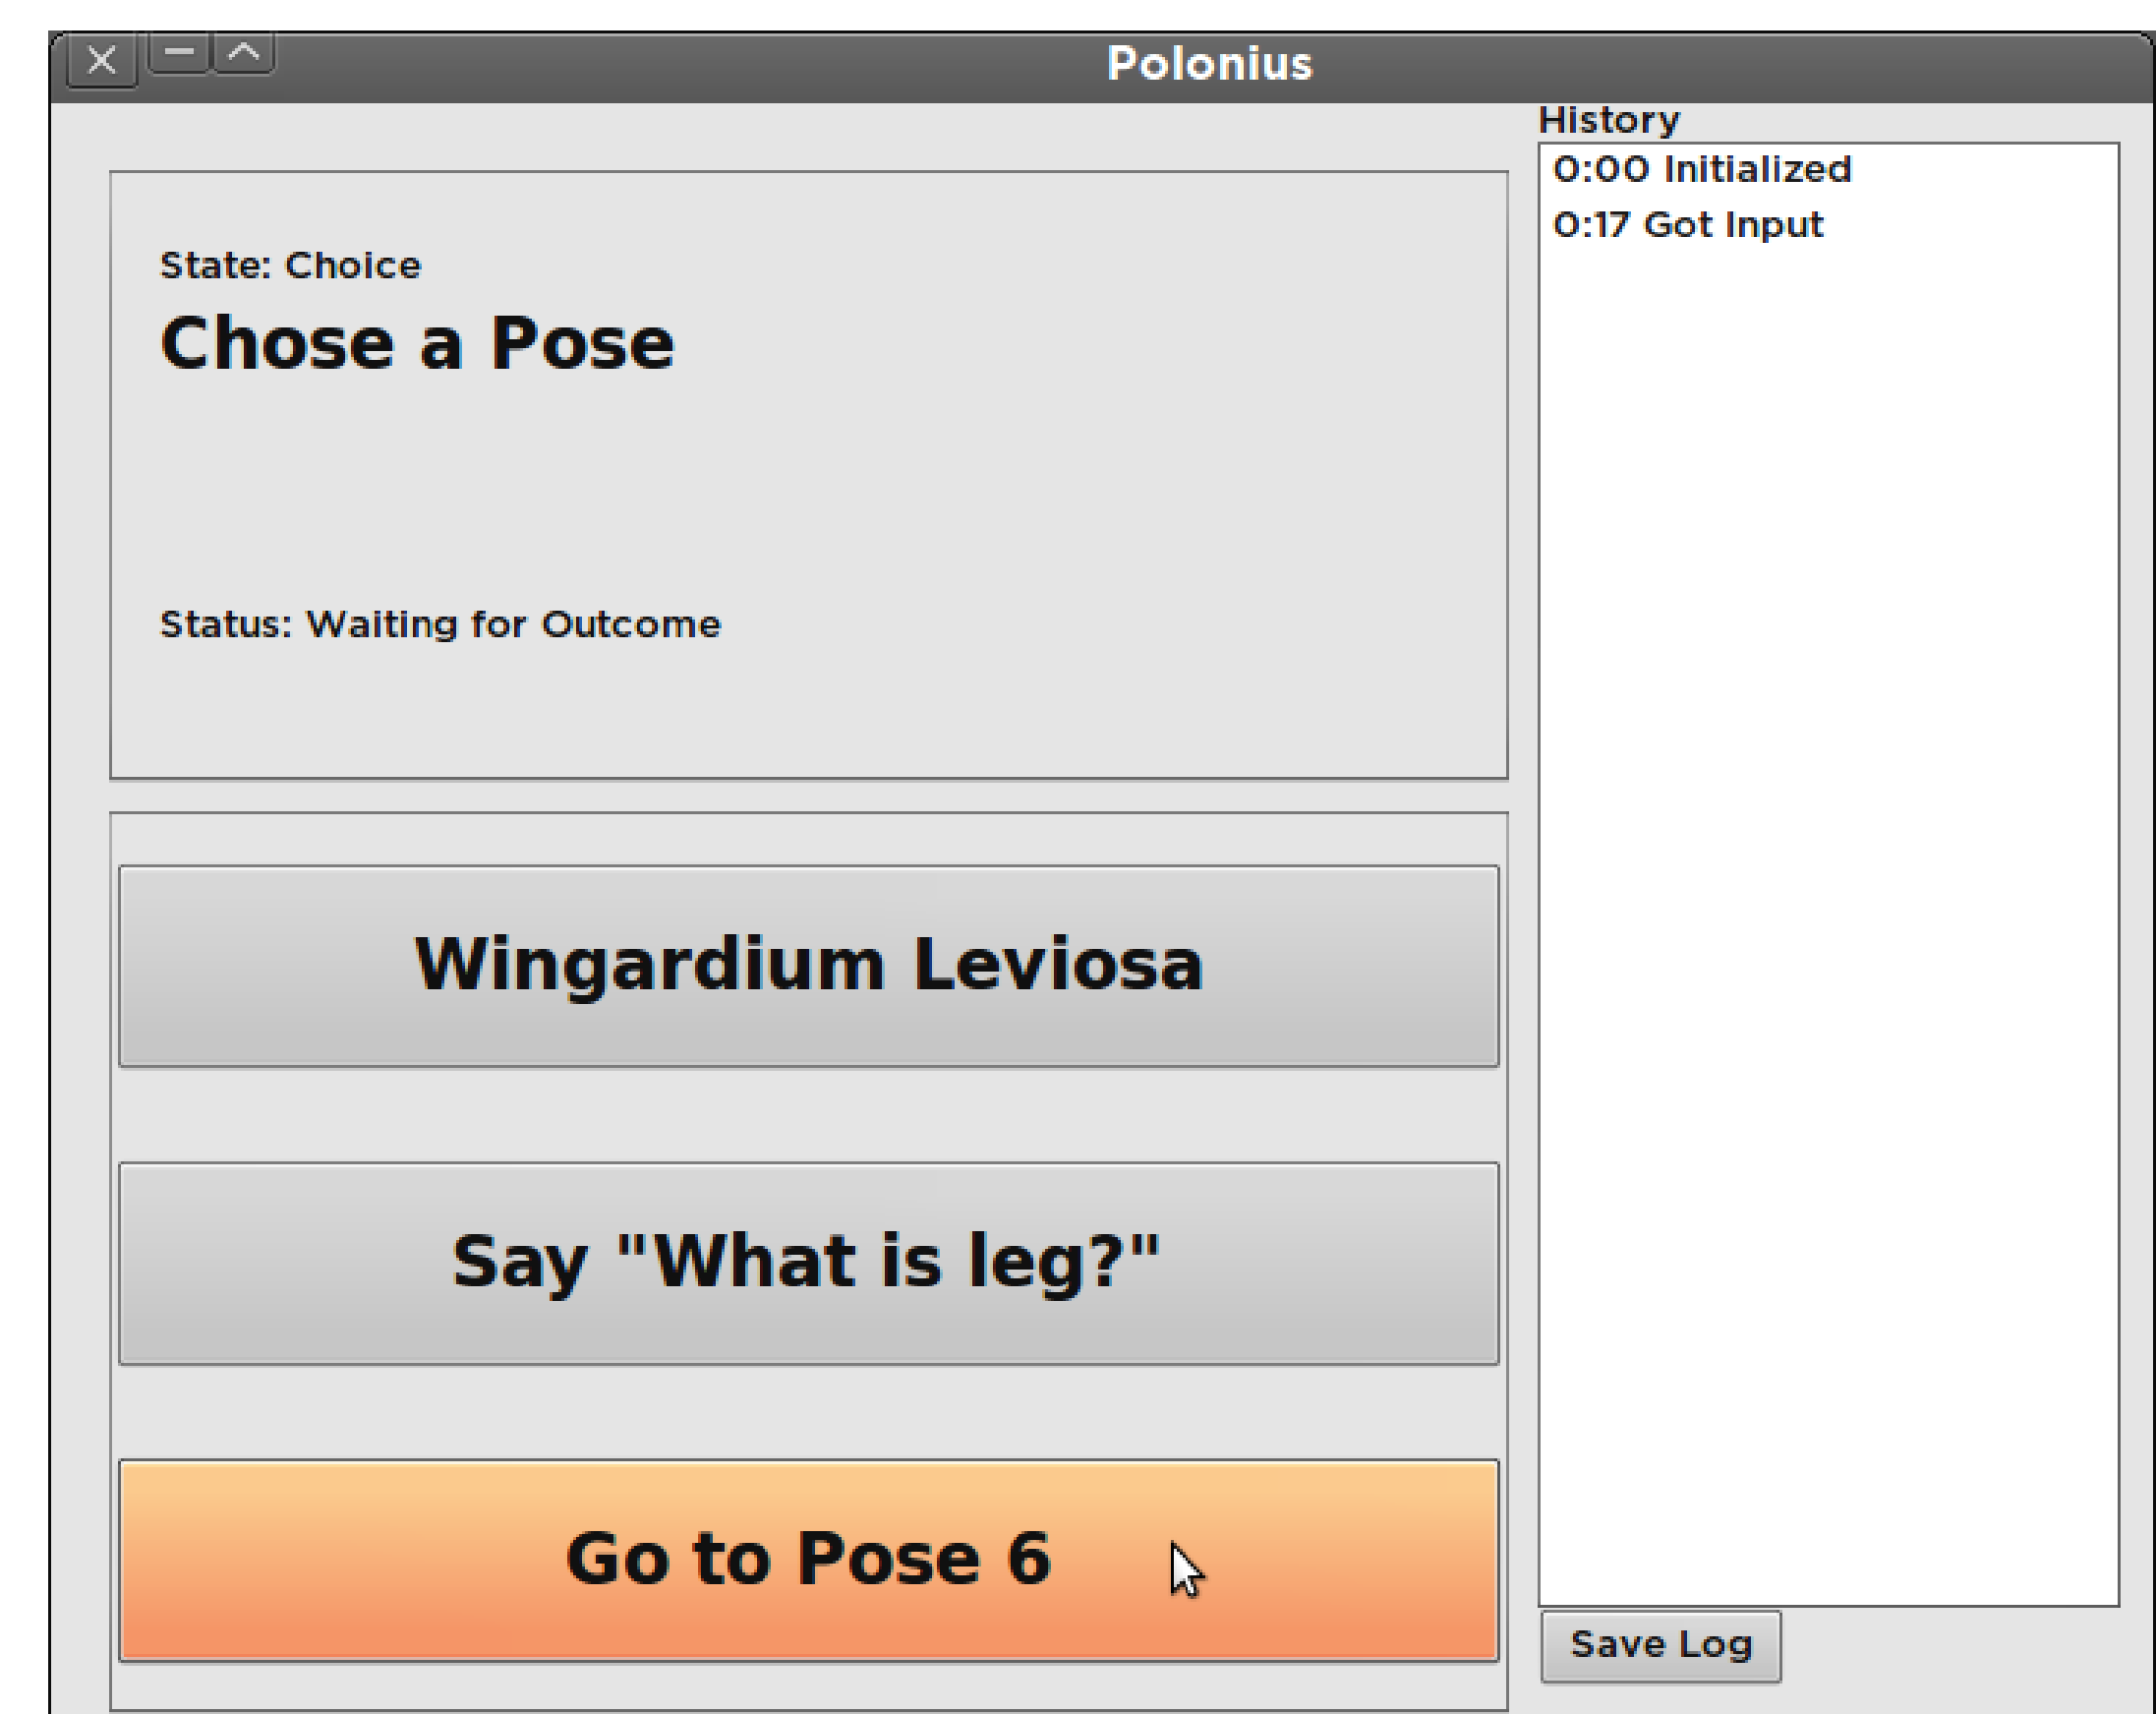 Polonius
State: Choice
Chose a Pose
Status: Waiting for Outcome
Wingardium Leviosa
Say "What is leg?"
Go to Pose 6
History
0:00 Initialized
0:17 Got Input
Save Log